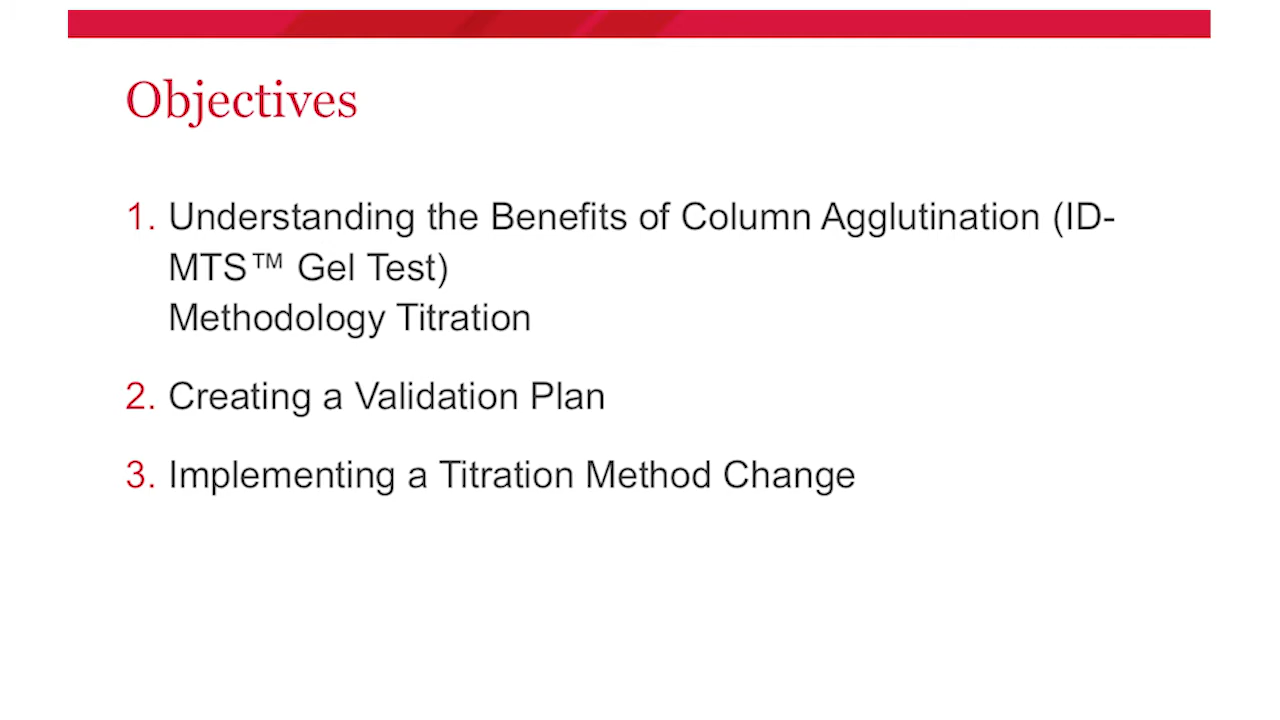 Objectives
1. Understanding the Benefits of Column Agglutination (ID-
MTS™ Gel Test)
Methodology Titration
2. Creating a Validation Plan
3. Implementing a Titration Method Change